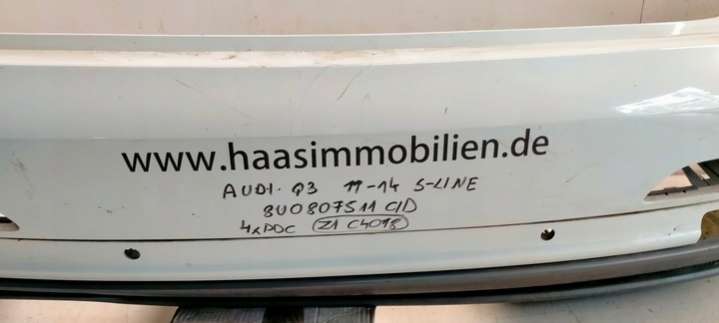 www.haasimmobilien.de
AUDI. Q3 11-14 S-LINE
8U0807511 C/D
4xPDC Z1 C4018